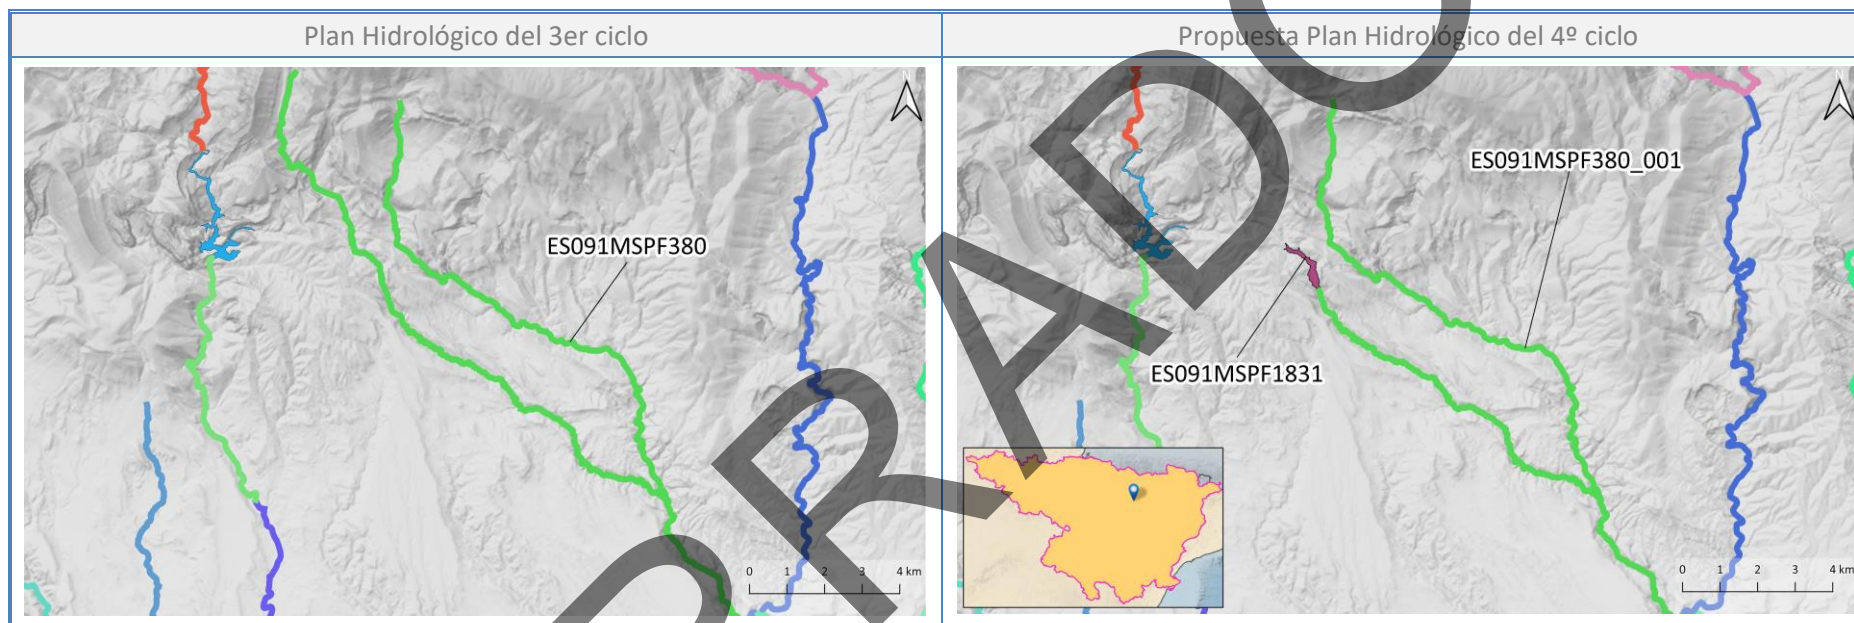 Plan Hidrológico del 3er ciclo
Propuesta Plan Hidrológico del 4º ciclo
ES091MSPF380
0 1 2 3 4 km
N
ES091MSPF380_001
ES091MSPF1831
0 1 2 3 4 km
BORRADO